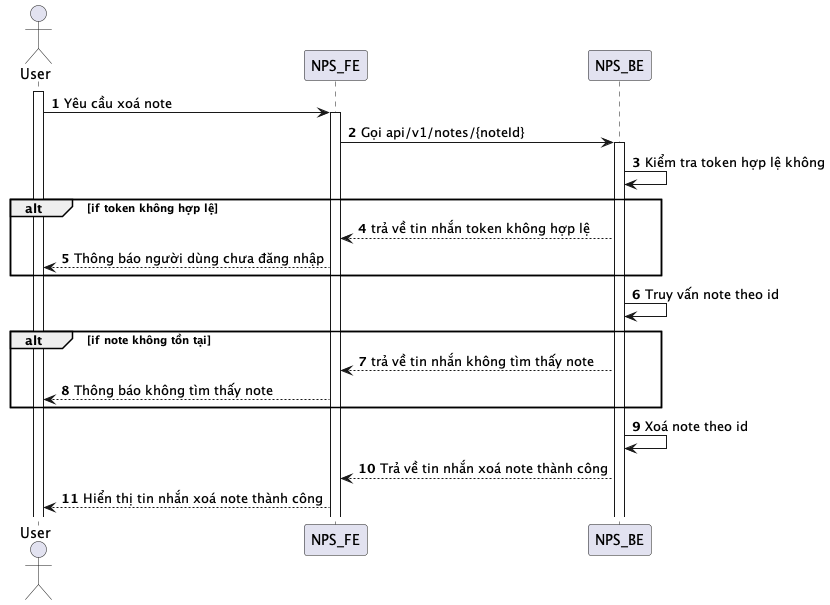 User
NPS_FE
NPS_BE
1 Yêu cầu xoá note
2 Gọi api/v1/notes/{noteId}
3 Kiểm tra token hợp lệ không
alt [if token không hợp lệ]
4 trả về tin nhắn token không hợp lệ
5 Thông báo người dùng chưa đăng nhập
6 Truy vấn note theo id
alt [if note không tồn tại]
7 trả về tin nhắn không tìm thấy note
8 Thông báo không tìm thấy note
9 Xoá note theo id
10 Trả về tin nhắn xoá note thành công
11 Hiển thị tin nhắn xoá note thành công
User
NPS_FE
NPS_BE